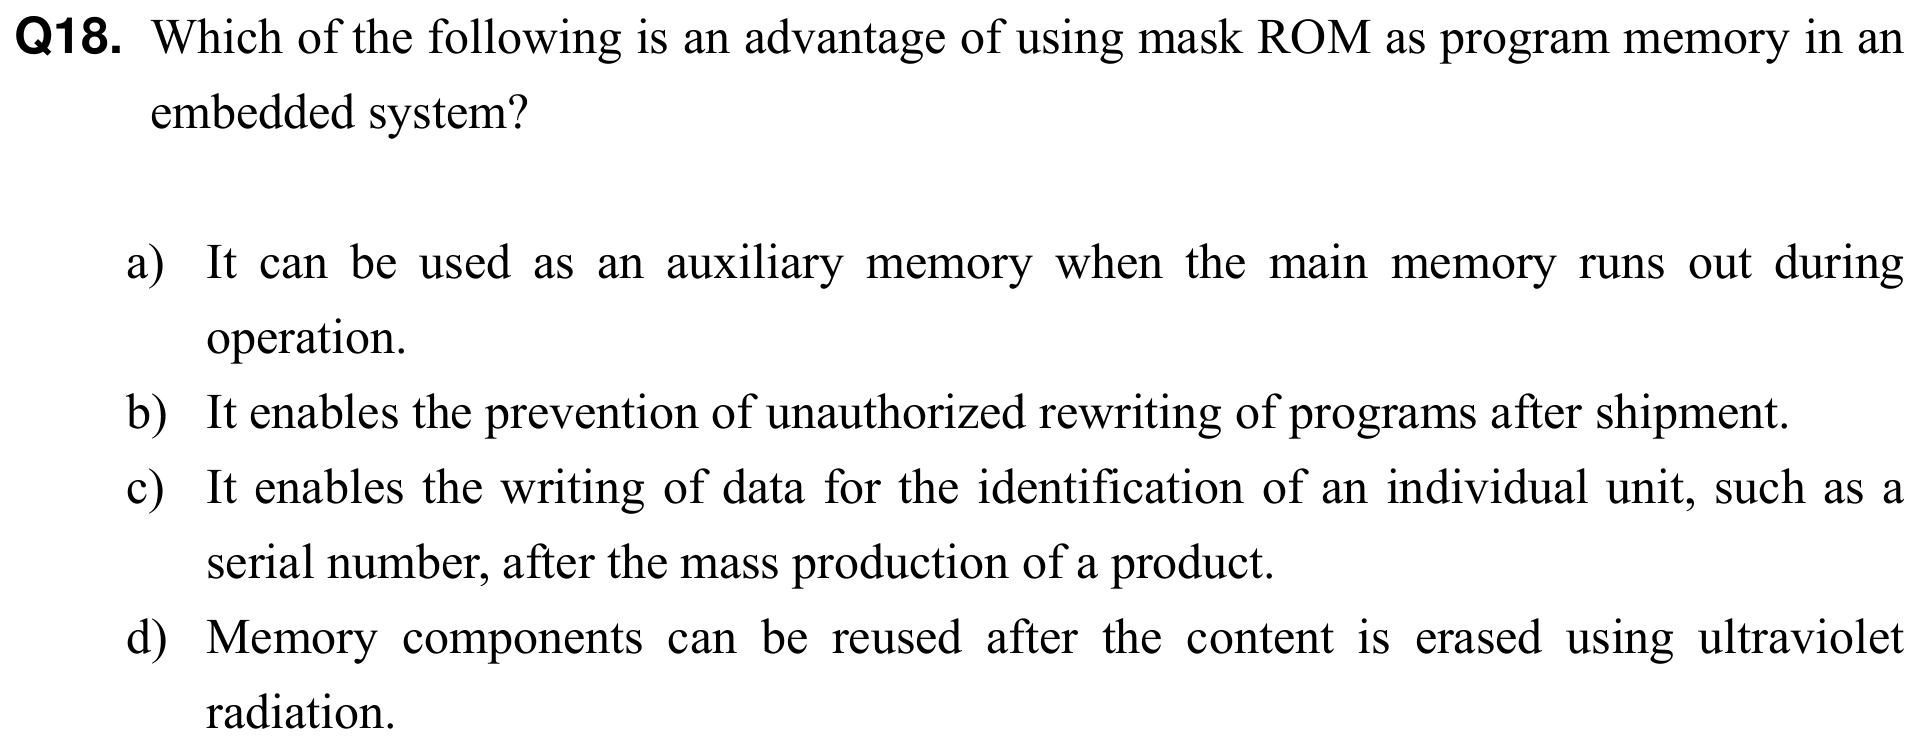 Q18. Which of the following is an advantage of using mask ROM as program memory in an
embedded system?
a) It can be used as an auxiliary memory when the main memory runs out during
operation.
b) It enables the prevention of unauthorized rewriting of programs after shipment.
c) It enables the writing of data for the identification of an individual unit, such as a
serial number, after the mass production of a product.
d) Memory components can be reused after the content is erased using ultraviolet
radiation.